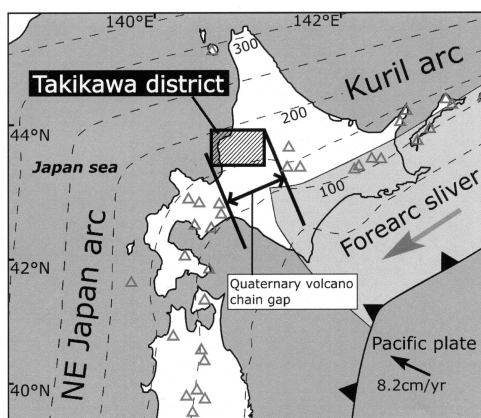 140°E
142°E
300
Kuril arc
Takikawa district
200
44°N
Japan sea
100
Forearc sliver
42°N
Quaternary volcano
chain gap
NE Japan arc
Pacific plate
8.2cm/yr
40°N